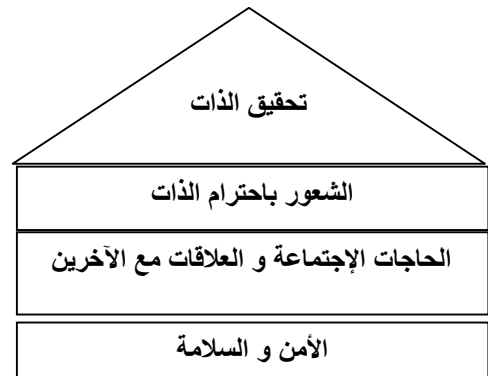 تحقيق الذات
الشعور باحترام الذات
الحاجات الإجتماعة و العلاقات مع الآخرين
الأمن و السلامة